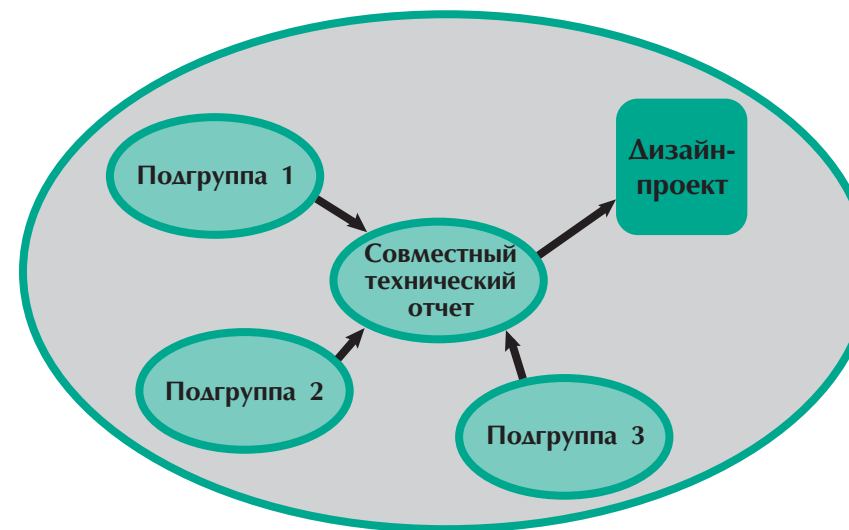 Подгруппа 1
Дизайн-
проект
Совместный
технический
отчет
Подгруппа 2
Подгруппа 3